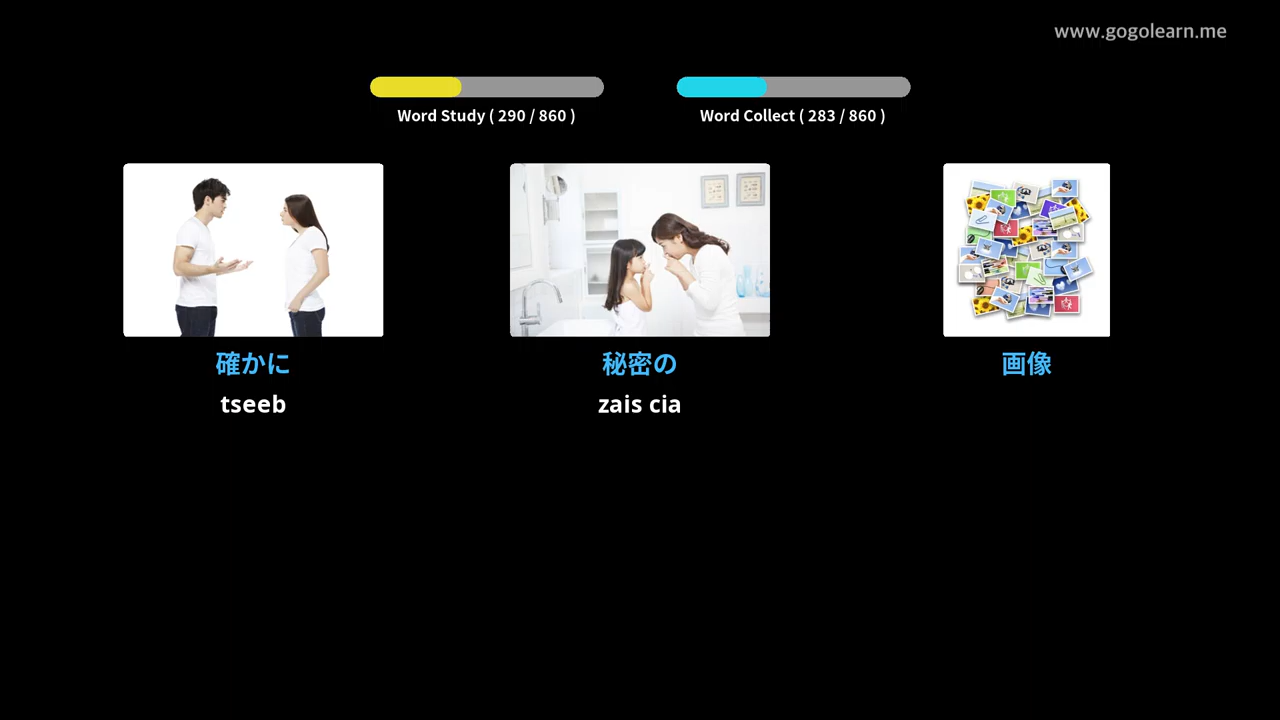 www.gogolearn.me
Word Study ( 290 / 860 )
Word Collect ( 283 / 860 )
確かに
tseeb
秘密の
zais cia
画像